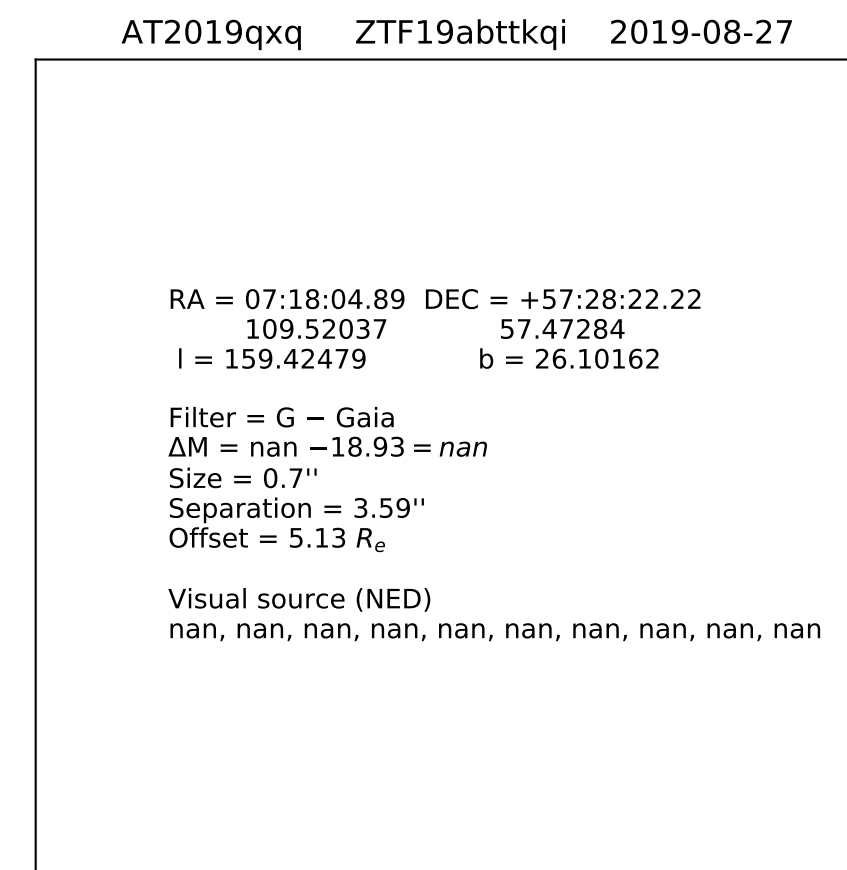 AT2019qxq ZTF19abttkqi 2019-08-27
RA = 07:18:04.89 DEC = +57:28:22.22
109.52037 57.47284
l = 159.42479 b = 26.10162
Filter = G − Gaia
ΔM = nan −18.93 = nan
Size = 0.7''
Separation = 3.59''
Offset = 5.13 Re
Visual source (NED)
nan, nan, nan, nan, nan, nan, nan, nan, nan, nan